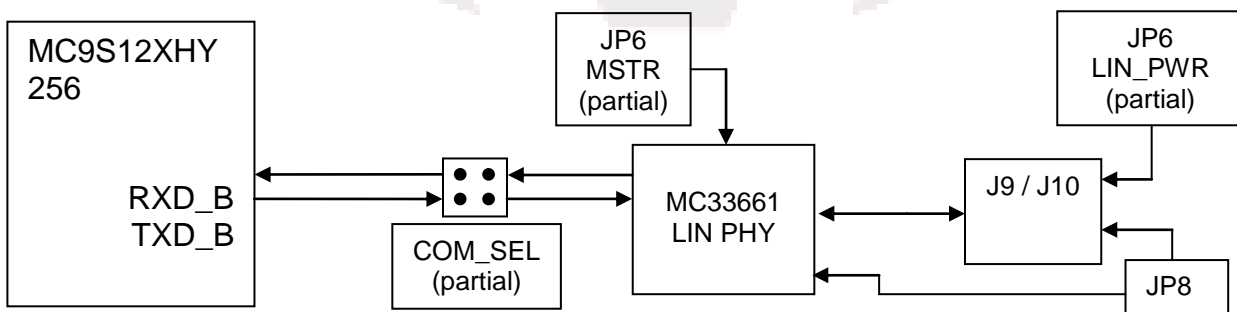 MC9S12XHY
256
RXD_B
TXD_B
COM_SEL
(partial)
JP6
MSTR
(partial)
MC33661
LIN PHY
J9 / J10
JP6
LIN_PWR
(partial)
JP8